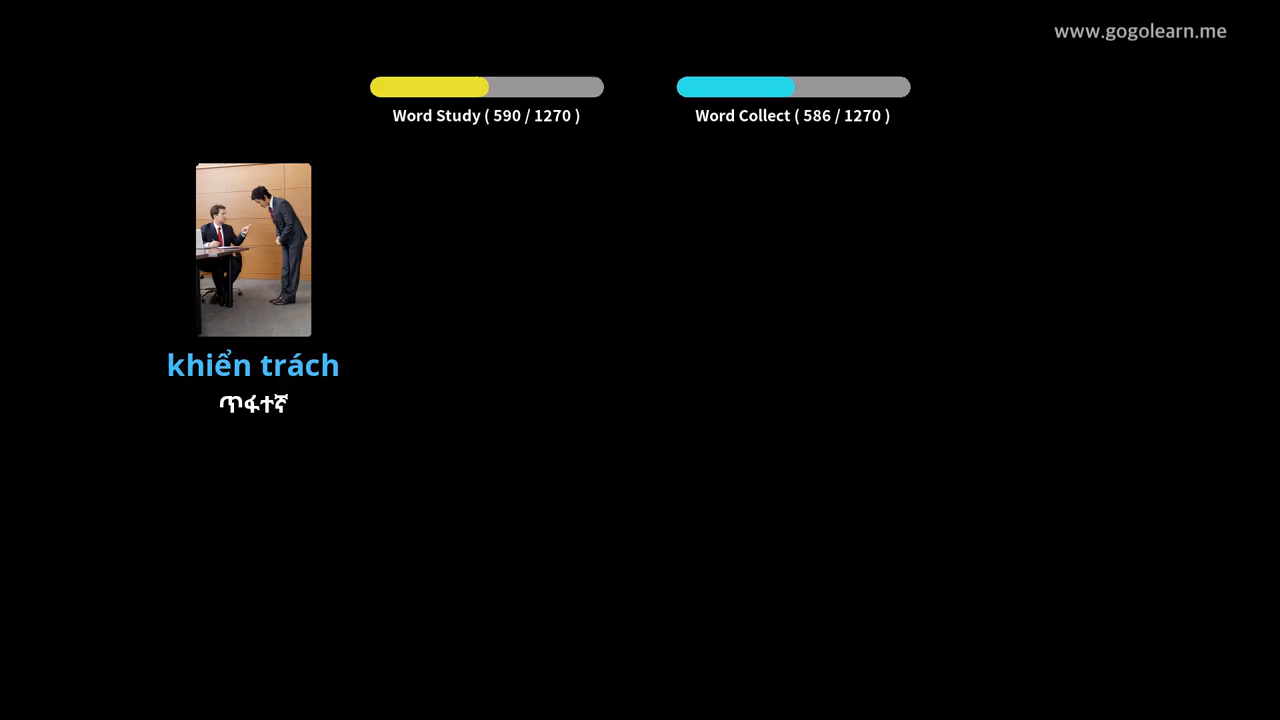 www.gogolearn.me
Word Study ( 590 / 1270 )
Word Collect ( 586 / 1270 )
khiển trách
ጥፋተኛ